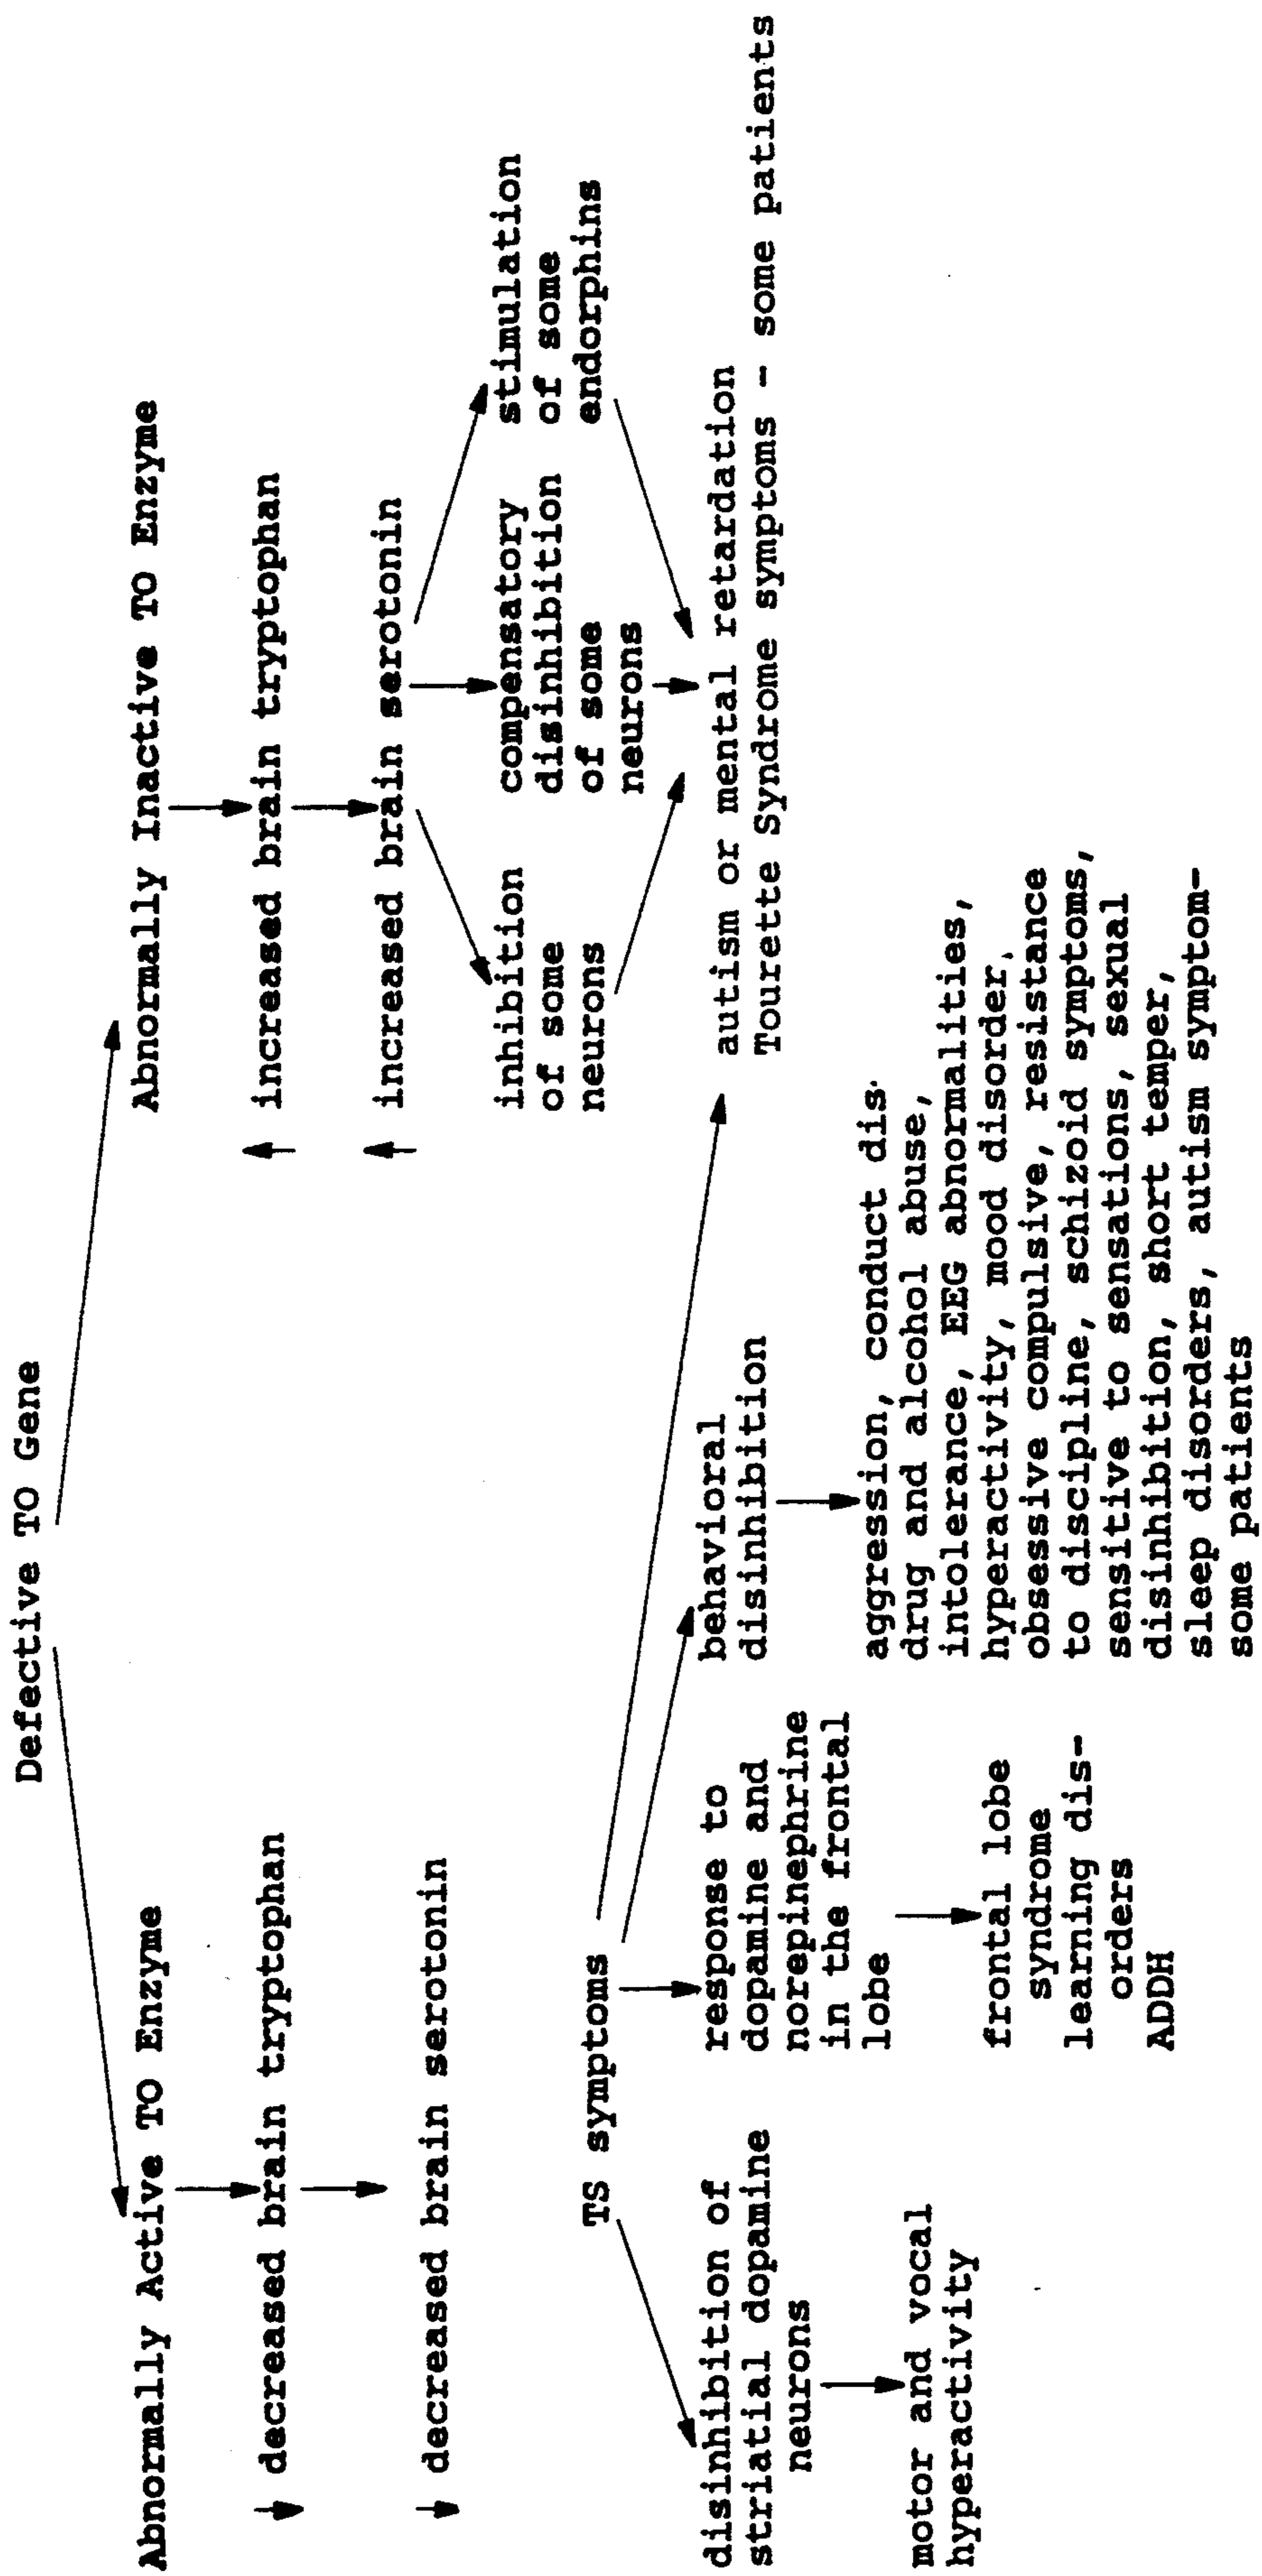 Defective TO Gene
Abnormally Active TO Enzyme
decreased brain tryptophan
decreased brain serotonin
TS symptoms
disinhibition of
striatial dopamine
neurons
motor and vocal
hyperactivity
response to
dopamine and
norepinephrine
in the frontal
lobe
frontal lobe
syndrome
learning dis-
orders
ADDH
behavioral
disinhibition
aggression, conduct dis.
drug and alcohol abuse,
intolerance, EEG abnormalities,
hyperactivity, mood disorder,
obsessive compulsive, resistance
to discipline, schizoid symptoms,
sensitive to sensations, sexual
disinhibition, short temper,
sleep disorders, autism symptom-
some patients
Abnormally Inactive TO Enzyme
increased brain tryptophan
increased brain serotonin
inhibition
of some
neurons
compensatory
disinhibition
of some
neurons
stimulation
of some
endorphins
autism or mental retardation
Tourette Syndrome symptoms - some patients